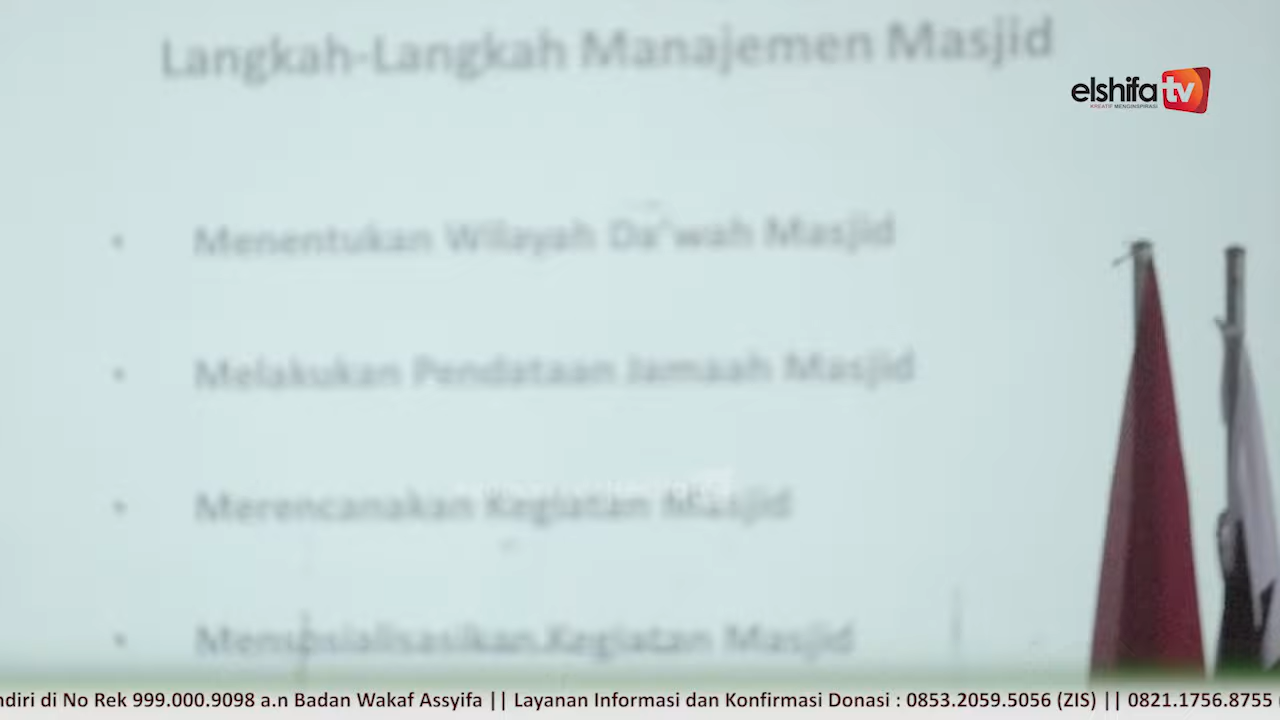 Langkah-Langkah Manajemen Masjid
elshifa tv
KREATIF MENGINSPIRASI
• Menentukan Wilayah Da'wah Masjid
• Melakukan Pendataan Jamaah Masjid
• Merencanakan Kegiatan Masjid
• Mensosialisasikan Kegiatan Masjid
ndiri di No Rek 999.000.9098 a.n Badan Wakaf Assyifa || Layanan Informasi dan Konfirmasi Donasi : 0853.2059.5056 (ZIS) || 0821.1756.8755